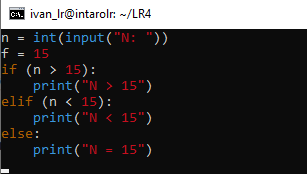 ivan_lr@intarolr: ~/LR4
n = int(input("N: "))
f = 15
if (n > 15):
    print("N > 15")
elif (n < 15):
    print("N < 15")
else:
    print("N = 15")